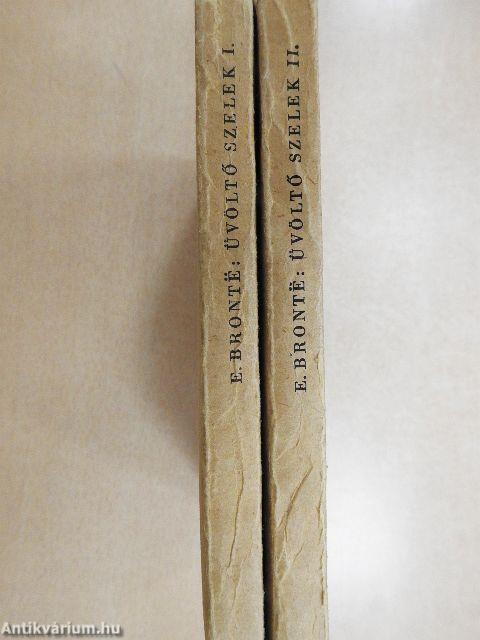 E. BRONTË: ÜVÖLTŐ SZELEK I.
E. BRONTË: ÜVÖLTŐ SZELEK II.
Antikvárium.hu